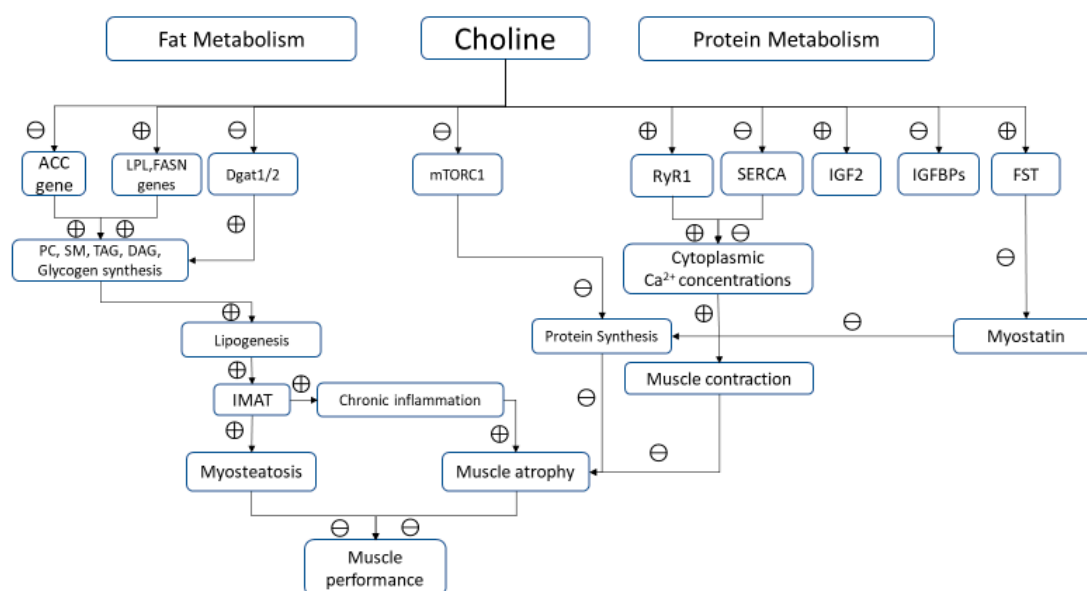 Fat Metabolism
Choline
Protein Metabolism
ACC
gene
LPL,FASN
genes
Dgat1/2
mTORC1
RyR1
SERCA
IGF2
IGFBPs
FST
PC, SM, TAG, DAG,
Glycogen synthesis
Cytoplasmic
Ca²⁺ concentrations
Lipogenesis
Protein Synthesis
Myostatin
Muscle contraction
IMAT
Chronic inflammation
Myosteatosis
Muscle atrophy
Muscle
performance